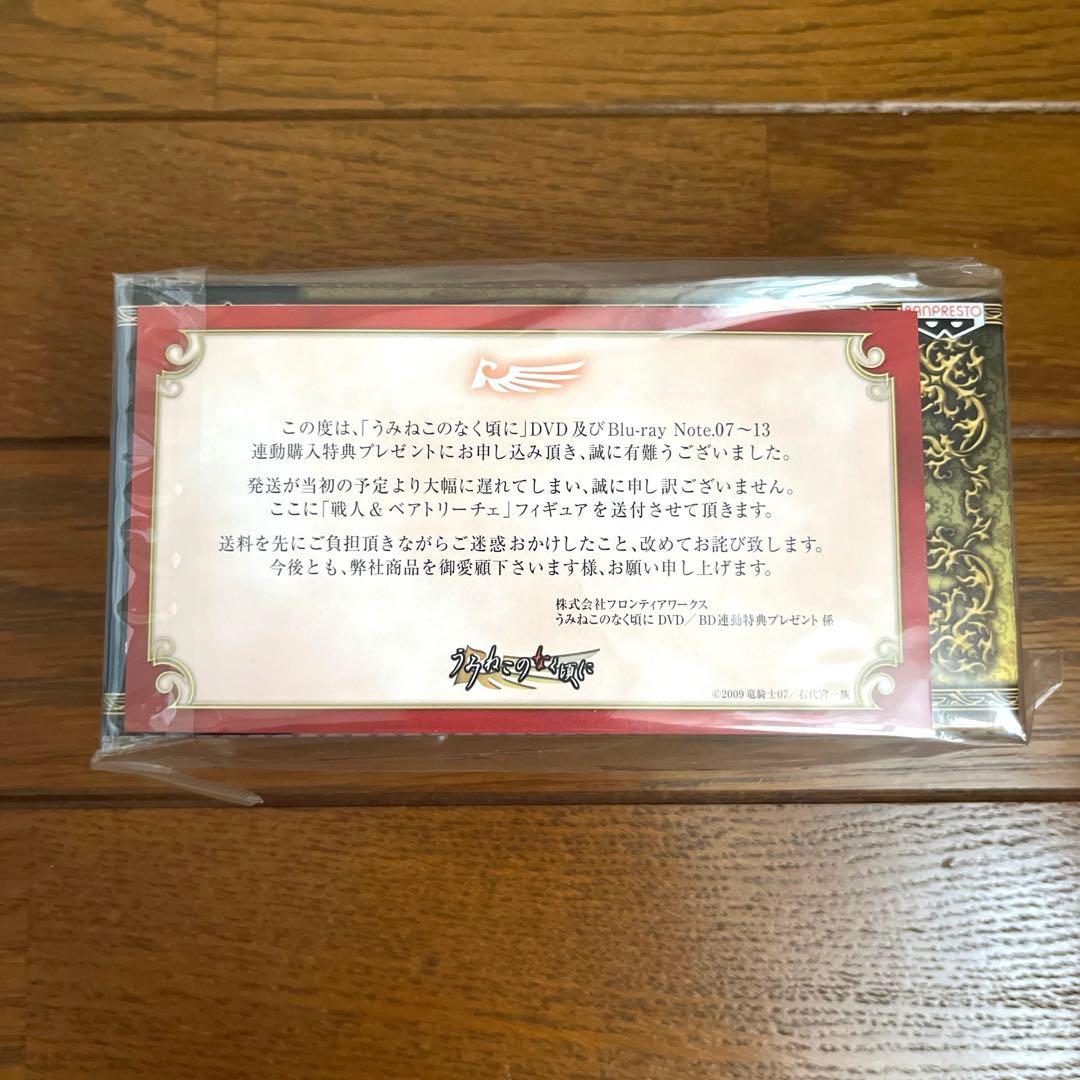 BANPRESTO
この度は、「うみねこのなく頃に」DVD 及び Blu-ray Note.07～13
連動購入特典プレゼントにお申し込み頂き、誠に有難うございました。
発送が当初の予定より大幅に遅れてしまい、誠に申し訳ございません。
ここに「戦人＆ベアトリーチェ」フィギュアを送付させて頂きます。
送料を先にご負担頂きながらご迷惑おかけしたこと、改めてお詫び致します。
今後とも、弊社商品を御愛顧下さいます様、お願い申し上げます。
株式会社フロンティアワークス
うみねこのなく頃に DVD／BD連動特典プレゼント 係
うみねこのなく頃に
©2009 竜騎士07／右代宮一族